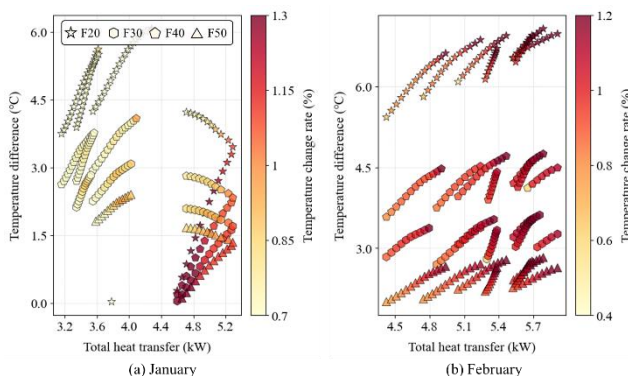 (a)
F20 F30 F40 F50
6.0
4.5
3.0
1.5
0.0
Temperature difference (℃)
3.2 3.6 4.0 4.4 4.8 5.2
Total heat transfer (kW)
1.3
1.15
1
0.85
0.7
Temperature change rate (%)
(a) January
(b)
6.0
4.5
3.0
Temperature difference (℃)
4.5 4.8 5.1 5.4 5.7
Total heat transfer (kW)
1.2
1.0
0.8
0.6
0.4
Temperature change rate (%)
(b) February